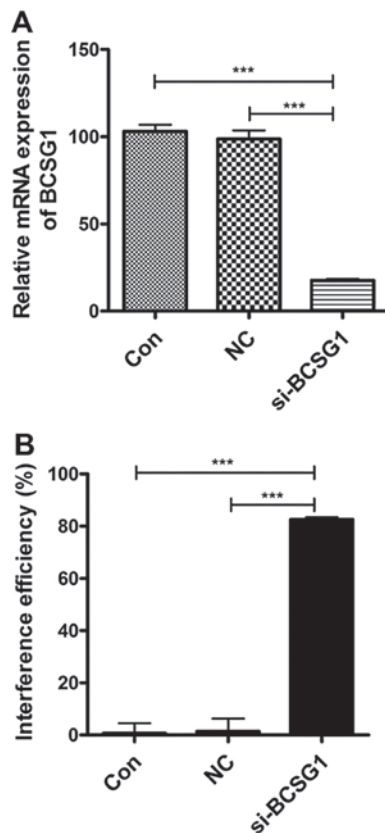 A
Relative mRNA expression
of BCSG1
150
100
50
0
***
***
Con
NC
si-BCSG1
B
Interference efficiency (%)
100
80
60
40
20
0
***
***
Con
NC
si-BCSG1